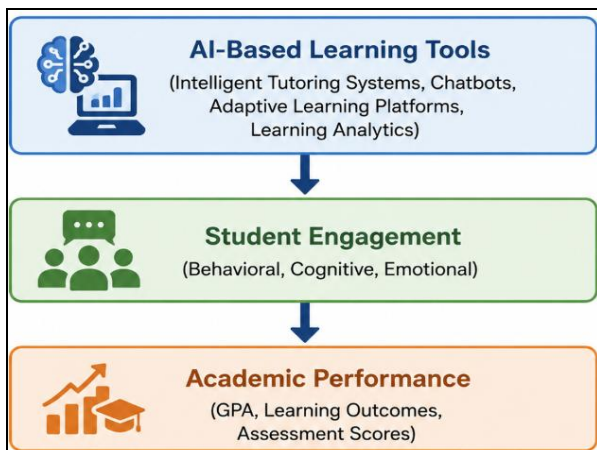 AI-Based Learning Tools
(Intelligent Tutoring Systems, Chatbots,
Adaptive Learning Platforms,
Learning Analytics)
Student Engagement
(Behavioral, Cognitive, Emotional)
Academic Performance
(GPA, Learning Outcomes,
Assessment Scores)